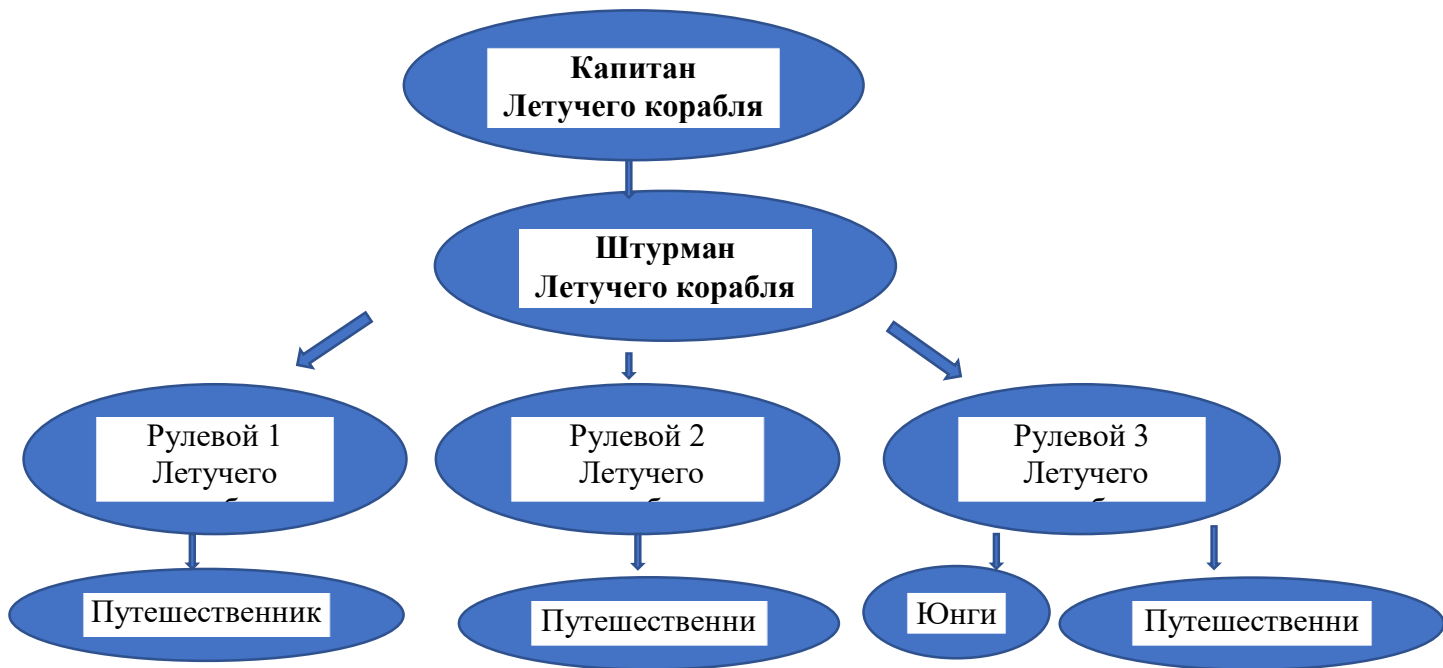 Капитан
Летучего корабля
Штурман
Летучего корабля
Рулевой 1
Летучего
Рулевой 2
Летучего
Рулевой 3
Летучего
Путешественник
Путешественни
Юнги
Путешественни